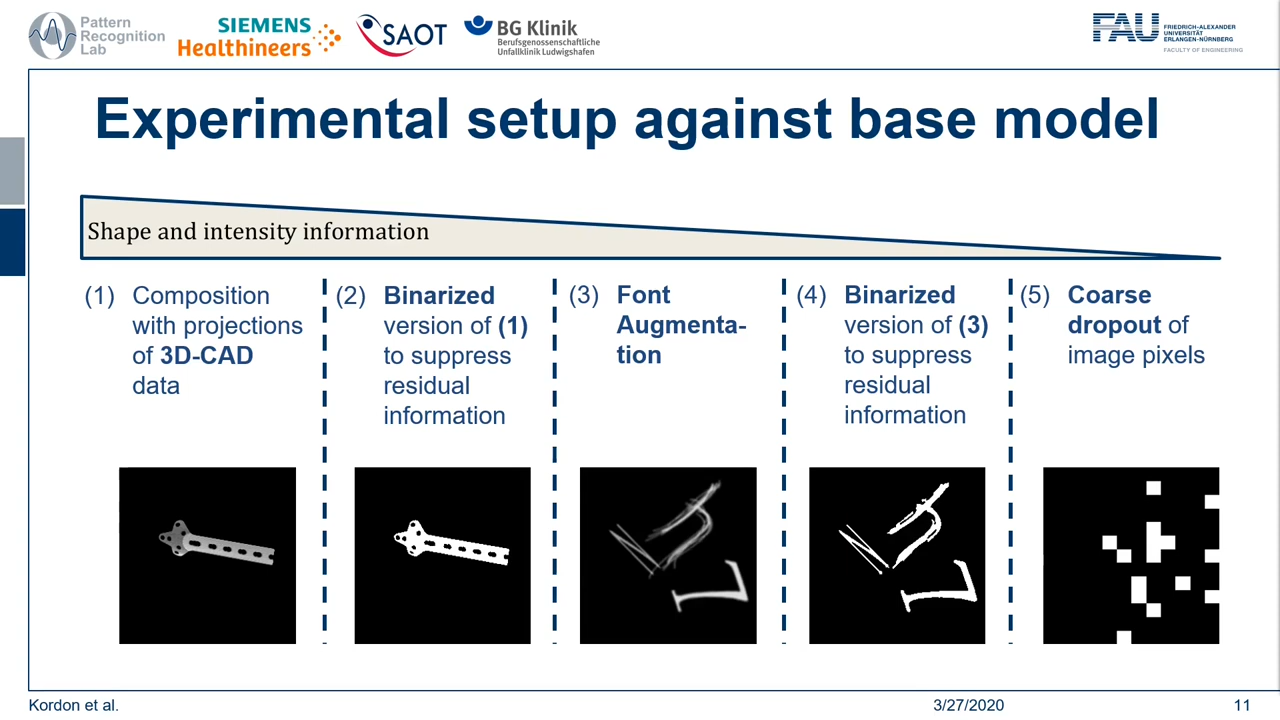 Pattern
Recognition
Lab
SIEMENS
Healthineers
SAOT
BG Klinik
Berufsgenossenschaftliche
Unfallklinik Ludwigshafen
FAU
FRIEDRICH-ALEXANDER
UNIVERSITÄT
ERLANGEN-NÜRNBERG
FACULTY OF ENGINEERING
Experimental setup against base model
Shape and intensity information
(1) Composition
with projections
of 3D-CAD
data
(2) Binarized
version of (1)
to suppress
residual
information
(3) Font
Augmenta-
tion
(4) Binarized
version of (3)
to suppress
residual
information
(5) Coarse
dropout of
image pixels
Kordon et al.
3/27/2020
11